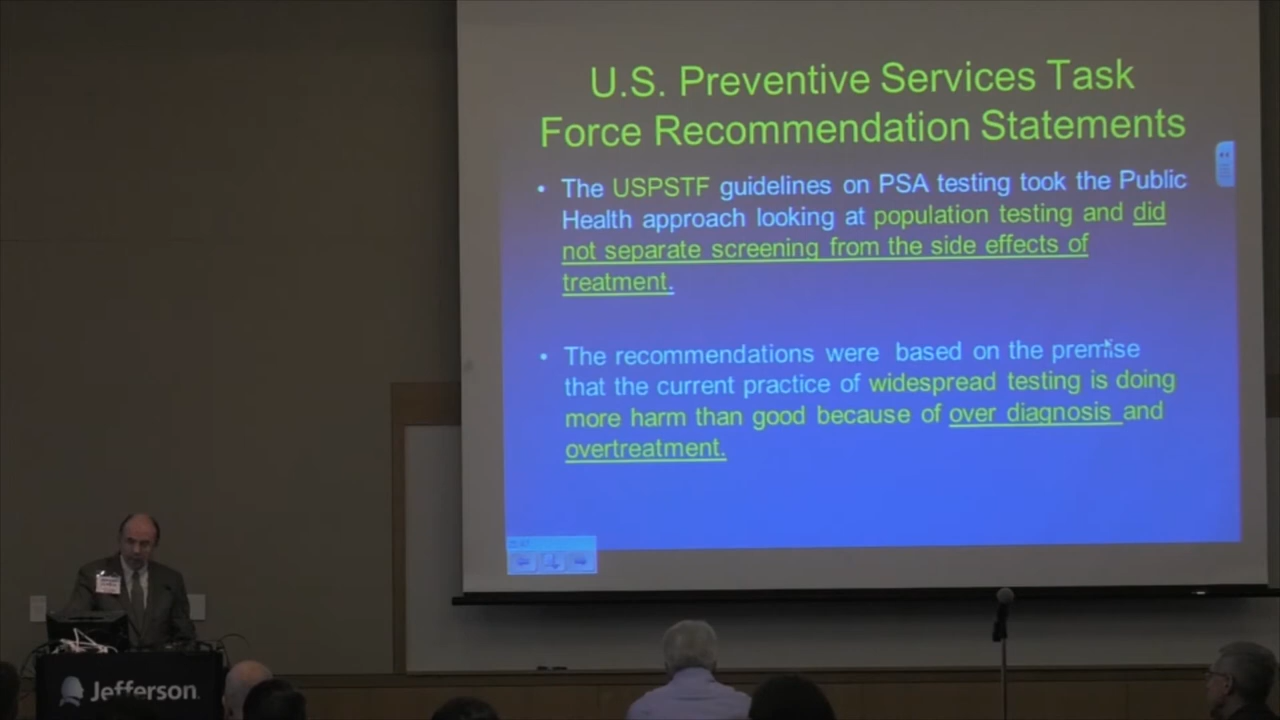 U.S. Preventive Services Task
Force Recommendation Statements
• The USPSTF guidelines on PSA testing took the Public
Health approach looking at population testing and did
not separate screening from the side effects of
treatment.
• The recommendations were based on the premise
that the current practice of widespread testing is doing
more harm than good because of over diagnosis and
overtreatment.
Jefferson